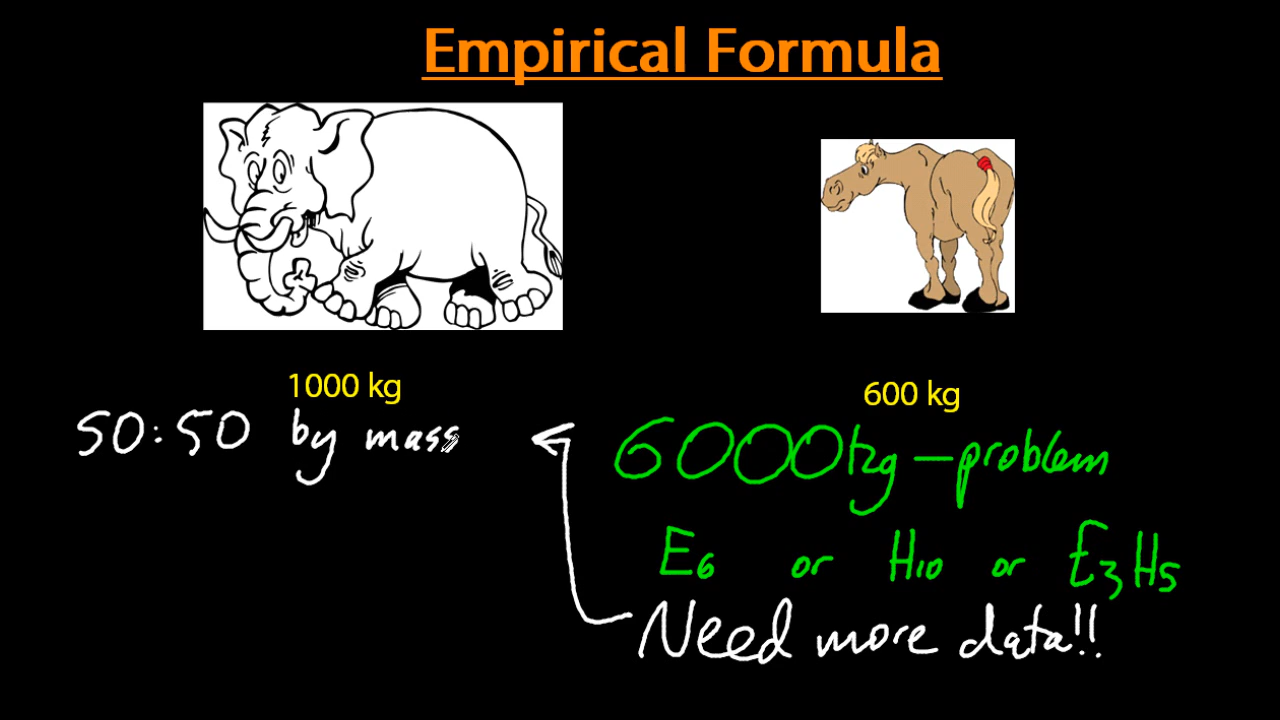 Empirical Formula
1000 kg
600 kg
50:50 by mass
6000kg – problem
E6 or H10 or E3H5
Need more data!!